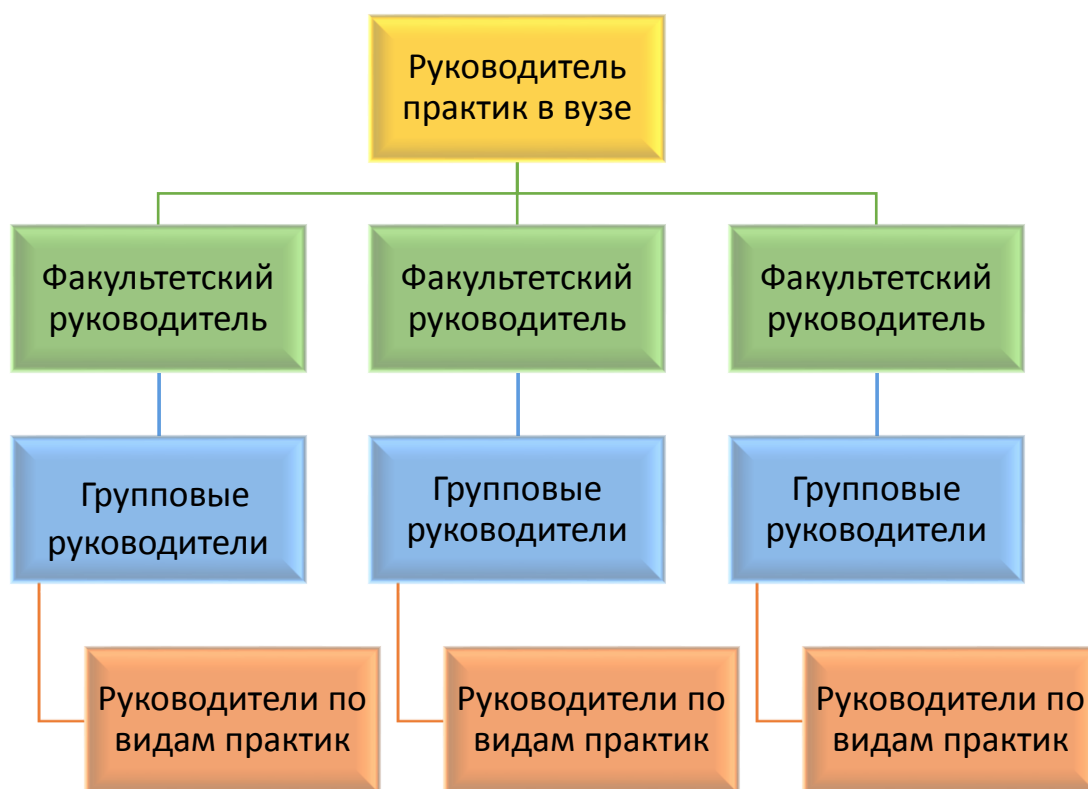 Руководитель
практик в вузе
Факультетский
руководитель
Факультетский
руководитель
Факультетский
руководитель
Групповые
руководители
Групповые
руководители
Групповые
руководители
Руководители по
видам практик
Руководители по
видам практик
Руководители по
видам практик